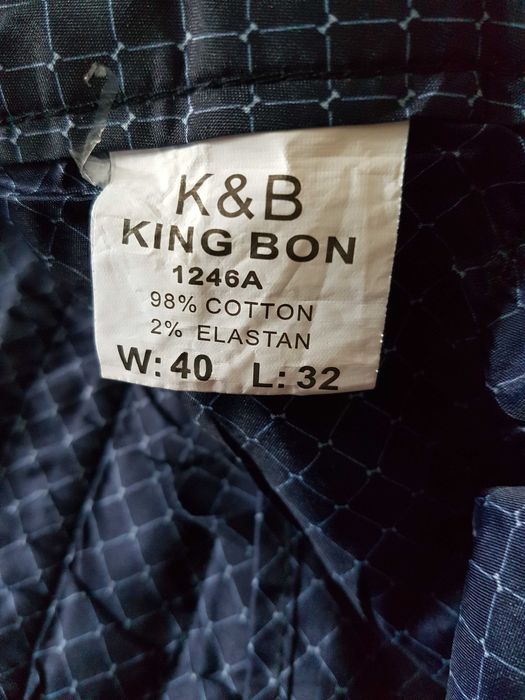 K&B
KING BON
1246A
98% COTTON
2% ELASTAN
W: 40 L: 32